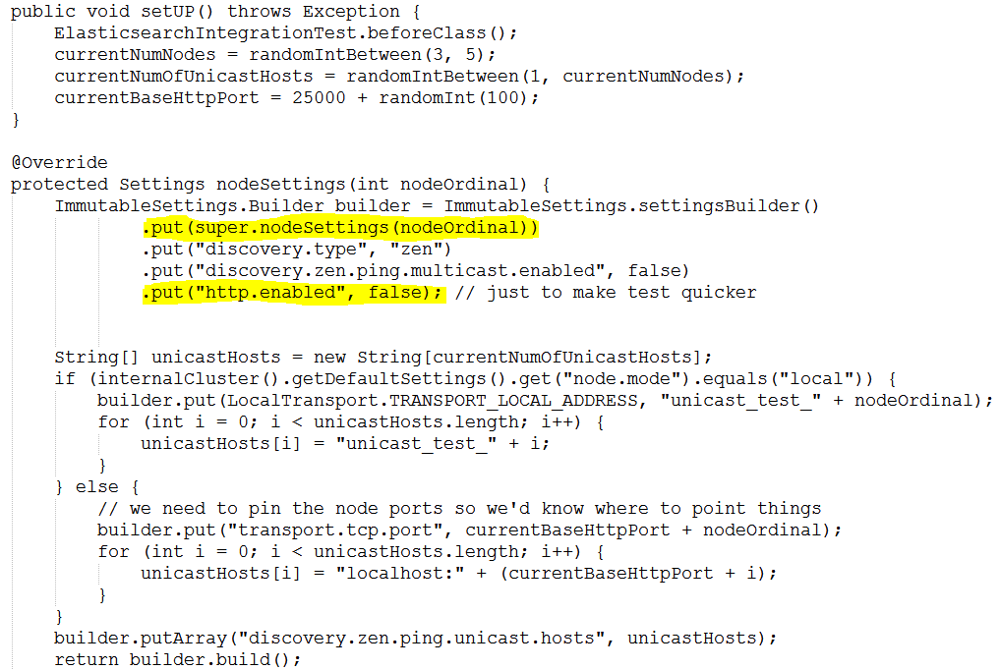 public void setUP() throws Exception {
    ElasticsearchIntegrationTest.beforeClass();
    currentNumNodes = randomIntBetween(3, 5);
    currentNumOfUnicastHosts = randomIntBetween(1, currentNumNodes);
    currentBaseHttpPort = 25000 + randomInt(100);
}

@Override
protected Settings nodeSettings(int nodeOrdinal) {
    ImmutableSettings.Builder builder = ImmutableSettings.settingsBuilder()
            .put(super.nodeSettings(nodeOrdinal))
            .put("discovery.type", "zen")
            .put("discovery.zen.ping.multicast.enabled", false)
            .put("http.enabled", false); // just to make test quicker

    String[] unicastHosts = new String[currentNumOfUnicastHosts];
    if (internalCluster().getDefaultSettings().get("node.mode").equals("local")) {
        builder.put(LocalTransport.TRANSPORT_LOCAL_ADDRESS, "unicast_test_" + nodeOrdinal);
        for (int i = 0; i < unicastHosts.length; i++) {
            unicastHosts[i] = "unicast_test_" + i;
        }
    } else {
        // we need to pin the node ports so we'd know where to point things
        builder.put("transport.tcp.port", currentBaseHttpPort + nodeOrdinal);
        for (int i = 0; i < unicastHosts.length; i++) {
            unicastHosts[i] = "localhost:" + (currentBaseHttpPort + i);
        }
    }
    builder.putArray("discovery.zen.ping.unicast.hosts", unicastHosts);
    return builder.build();